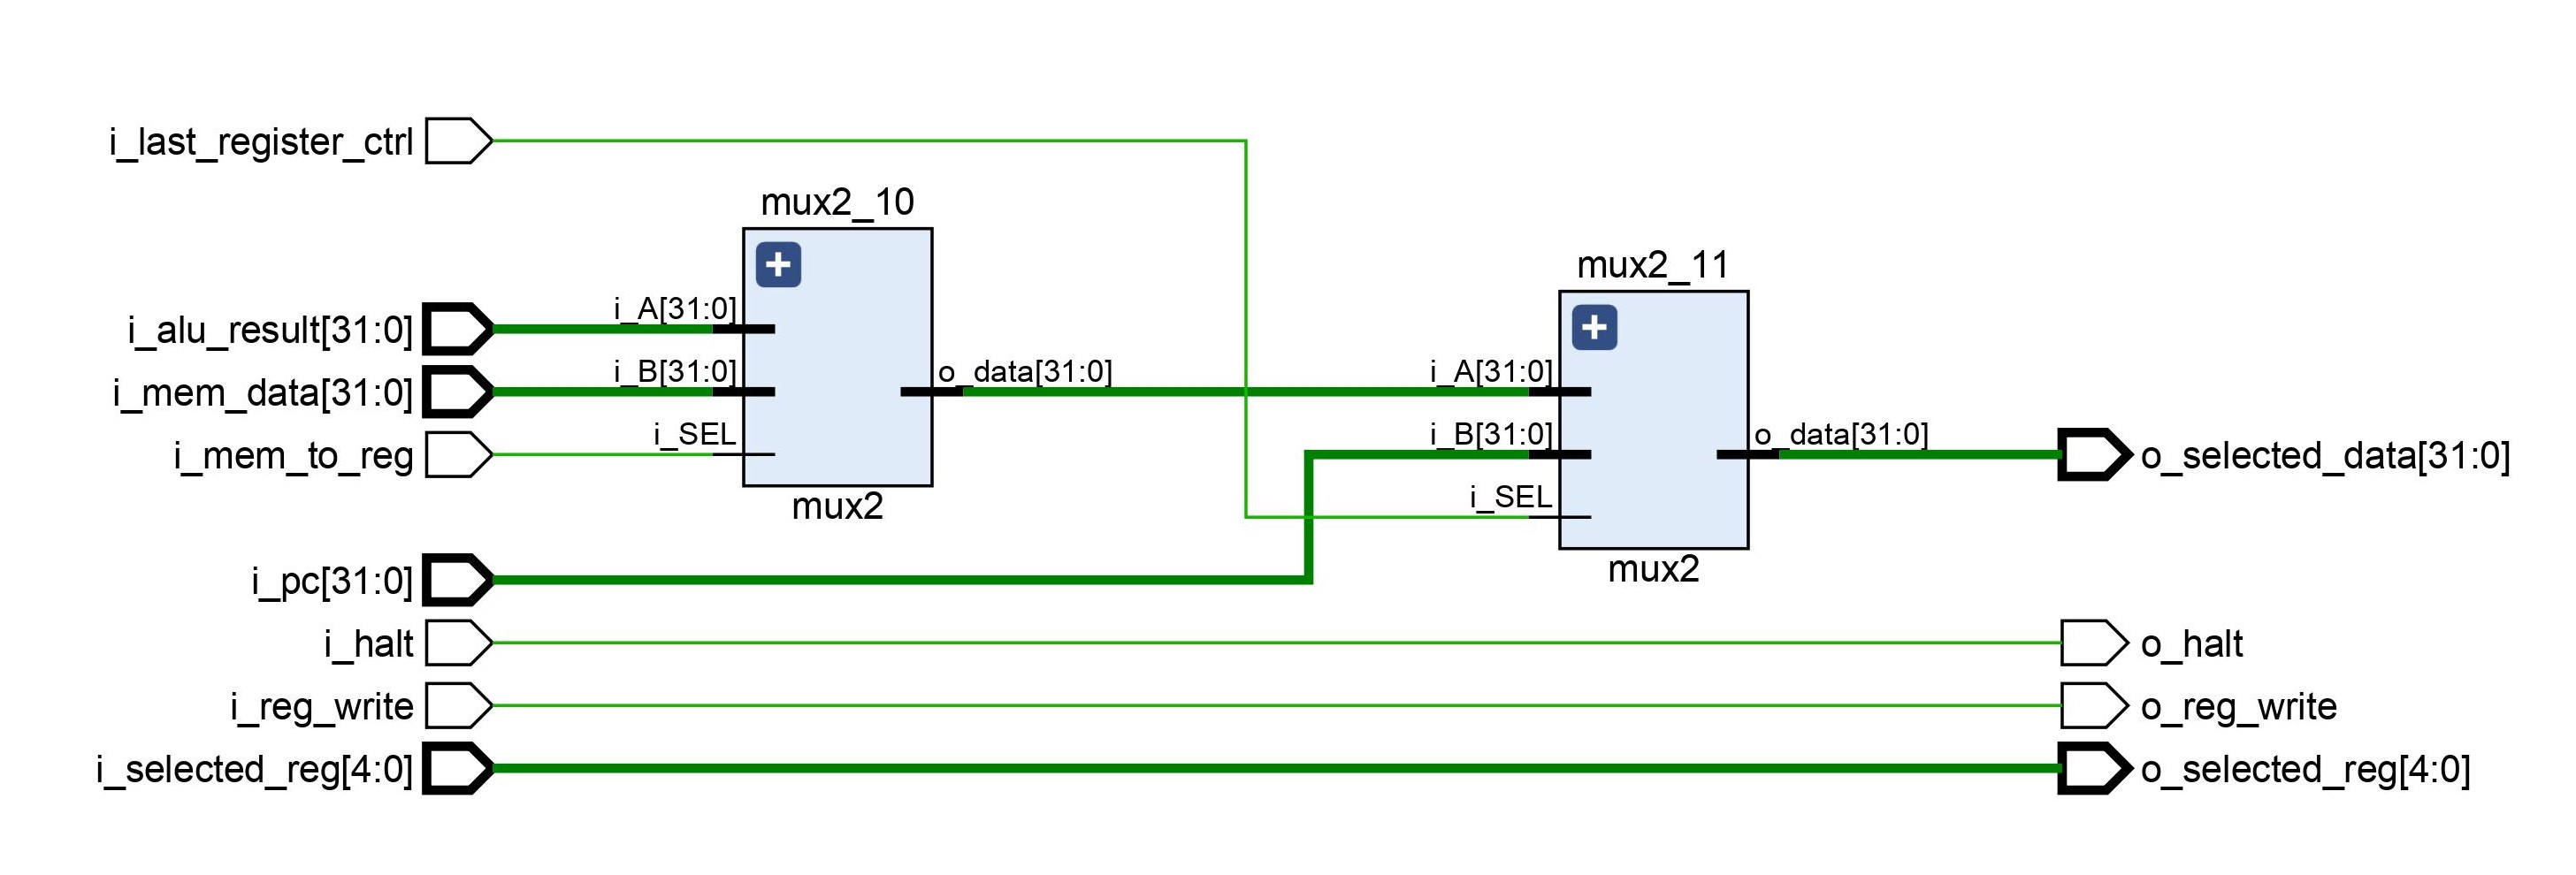 i_last_register_ctrl
mux2_10
mux2_11
i_alu_result[31:0]
i_A[31:0]
i_mem_data[31:0]
i_B[31:0]
o_data[31:0]
i_A[31:0]
i_mem_to_reg
i_SEL
i_B[31:0]
o_data[31:0]
o_selected_data[31:0]
i_SEL
mux2
mux2
i_pc[31:0]
i_halt
o_halt
i_reg_write
o_reg_write
i_selected_reg[4:0]
o_selected_reg[4:0]